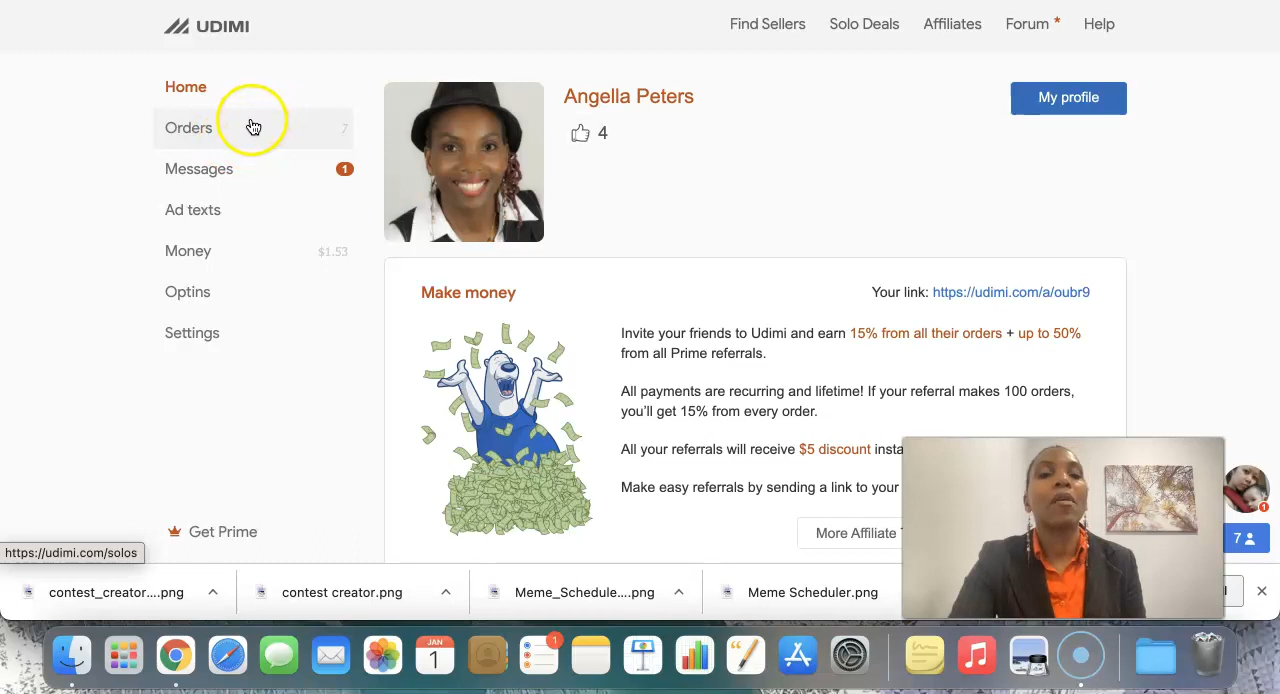 UDIMI
Find Sellers
Solo Deals
Affiliates
Forum *
Help
Home
Orders 7
Messages 1
Ad texts
Money $1.53
Optins
Settings
Get Prime
Angella Peters
4
My profile
Make money
Your link: https://udimi.com/a/oubr9
Invite your friends to Udimi and earn 15% from all their orders + up to 50%
from all Prime referrals.
All payments are recurring and lifetime! If your referral makes 100 orders,
you’ll get 15% from every order.
All your referrals will receive $5 discount insta
Make easy referrals by sending a link to your
More Affiliate
1
7
https://udimi.com/solos
contest_creator....png
contest creator.png
Meme_Schedule....png
Meme Scheduler.png
JAN
1
1